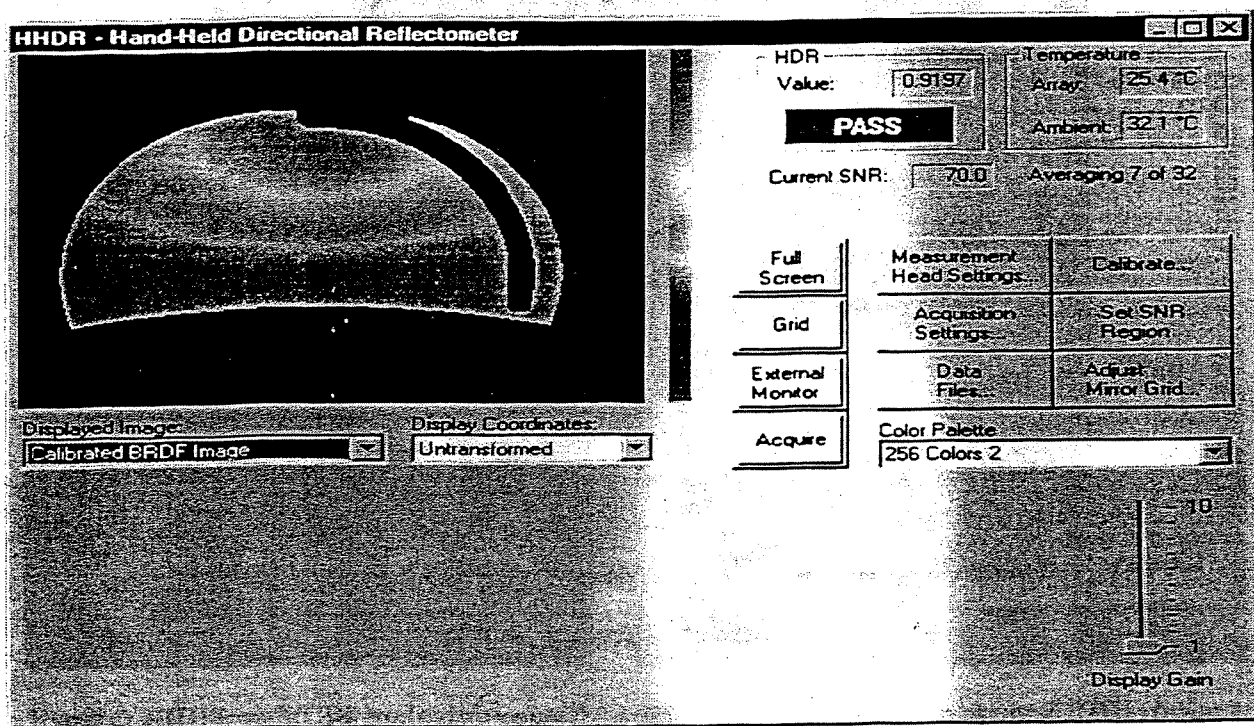 HHDR - Hand-Held Directional Reflectometer
HDR
Value: 0.9197
PASS
Temperature
Array: 25.4 °C
Ambient: 32.1 °C
Current SNR: 70.0 Averaging 7 of 32
Full
Screen
Measurement
Head Settings...
Calibrate...
Grid
Acquisition
Settings...
Set SNR
Region...
External
Monitor
Data
Files...
Adjust
Mirror Grid...
Acquire
Displayed Image:
Calibrated BRDF Image
Display Coordinates:
Untransformed
Color Palette
256 Colors 2
10
1
Display Gain